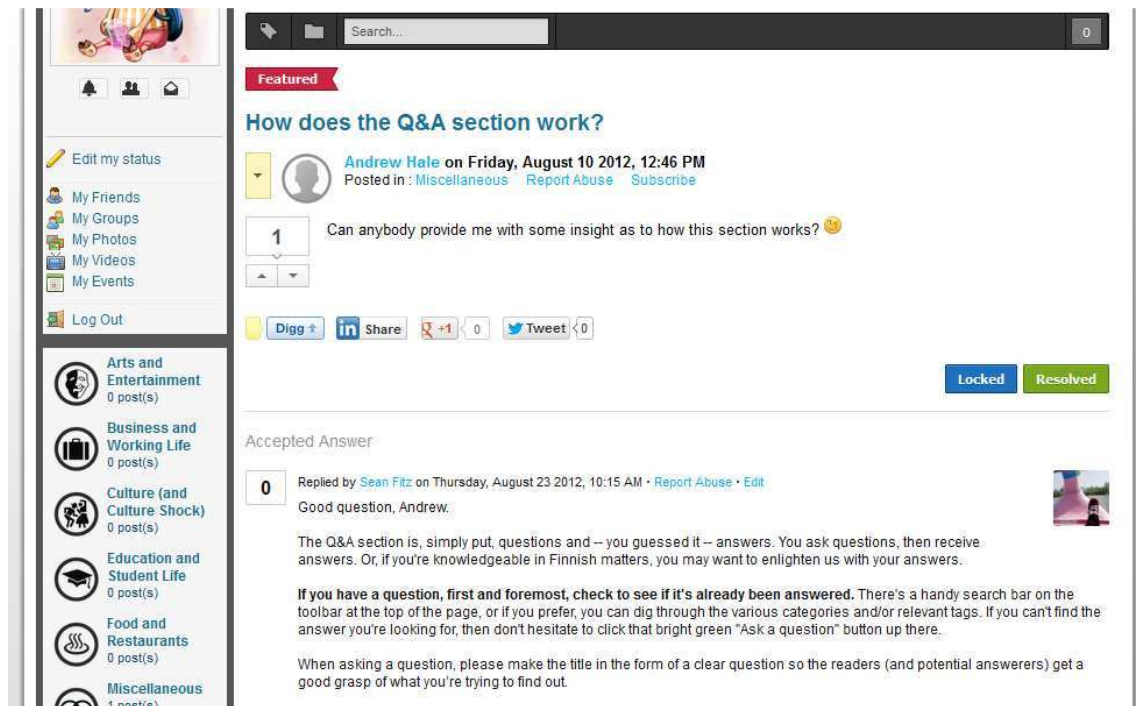 Search...
0
Featured
How does the Q&A section work?
Andrew Hale on Friday, August 10 2012, 12:46 PM
Posted in : Miscellaneous Report Abuse Subscribe
1
Can anybody provide me with some insight as to how this section works?
Digg
in Share
g +1 0
Tweet 0
Locked Resolved
Edit my status
My Friends
My Groups
My Photos
My Videos
My Events
Log Out
Arts and
Entertainment
0 post(s)
Business and
Working Life
0 post(s)
Culture (and
Culture Shock)
0 post(s)
Education and
Student Life
0 post(s)
Food and
Restaurants
0 post(s)
Miscellaneous
1 post(s)
Accepted Answer
0
Replied by Sean Fitz on Thursday, August 23 2012, 10:15 AM • Report Abuse • Edit
Good question, Andrew.
The Q&A section is, simply put, questions and -- you guessed it -- answers. You ask questions, then receive
answers. Or, if you're knowledgeable in Finnish matters, you may want to enlighten us with your answers.
If you have a question, first and foremost, check to see if it's already been answered. There's a handy search bar on the
toolbar at the top of the page, or if you prefer, you can dig through the various categories and/or relevant tags. If you can't find the
answer you're looking for, then don't hesitate to click that bright green "Ask a question" button up there.
When asking a question, please make the title in the form of a clear question so the readers (and potential answerers) get a
good grasp of what you're trying to find out.